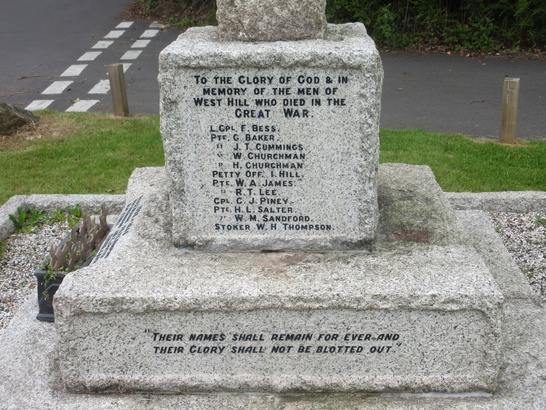 To the Glory of God & in
memory of the men of
West Hill who died in the
Great War.
L.Cpl. F. Bess.
Pte. C. Baker.
" J. T. Cummings.
" W. Churchman.
" H. Churchman.
Petty Off. I. Hill.
Pte. W. A. James.
" R. T. Lee.
Cpl. C. J. Piney.
Pte. H. L. Salter.
" W. M. Sandford.
Stoker W. H. Thompson.
"Their names shall remain for ever and
their Glory shall not be blotted out."